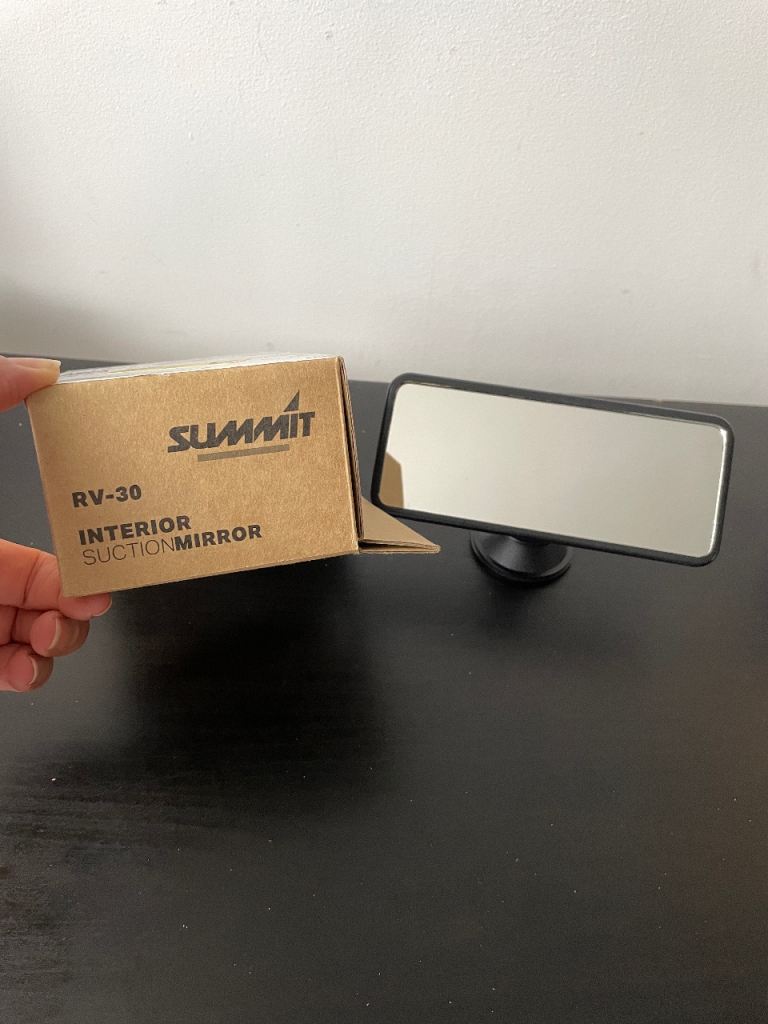 SUMMIT
RV-30
INTERIOR
SUCTIONMIRROR